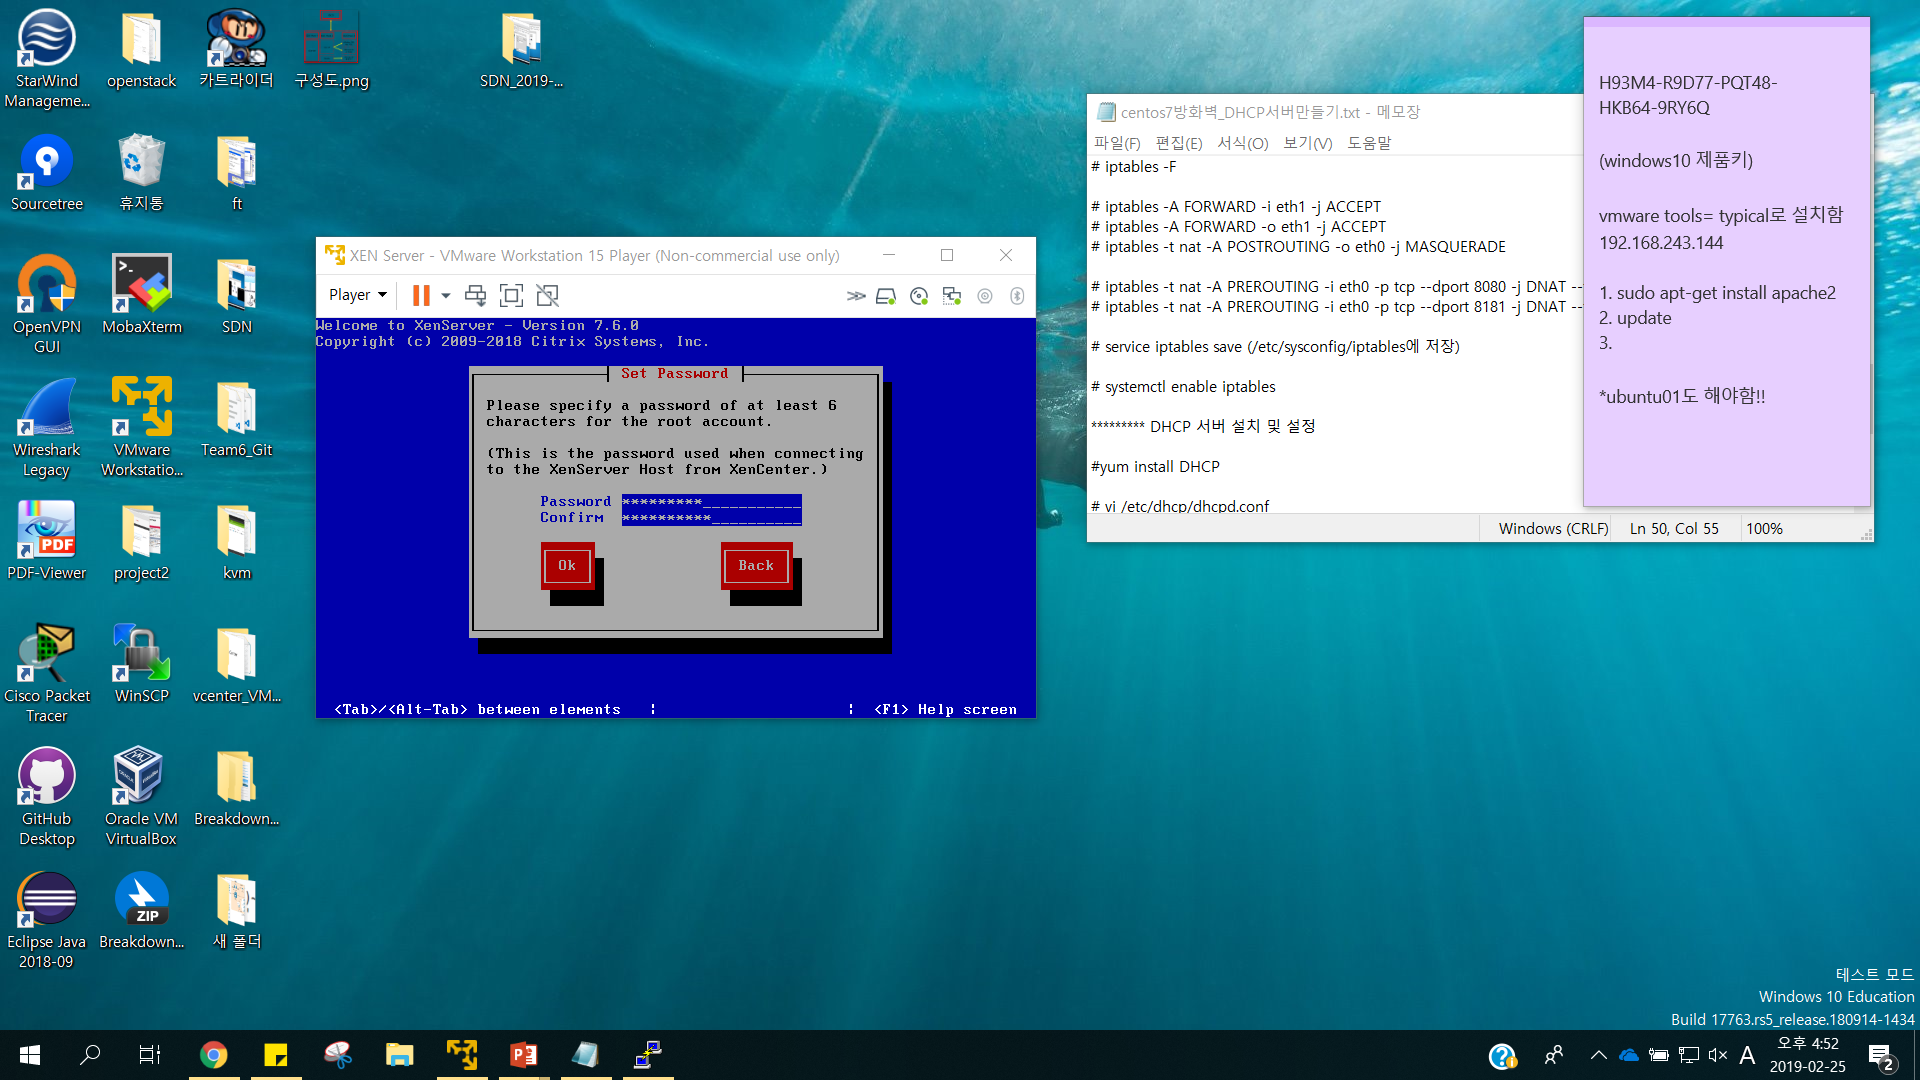 StarWind
Manageme...
openstack
카트라이더
구성도.png
SDN_2019-...
Sourcetree
휴지통
ft
OpenVPN
GUI
MobaXterm
SDN
Wireshark
Legacy
VMware
Workstatio...
Team6_Git
PDF-Viewer
project2
kvm
Cisco Packet
Tracer
WinSCP
vcenter_VM...
GitHub
Desktop
Oracle VM
VirtualBox
Breakdown...
Eclipse Java
2018-09
Breakdown...
새 폴더
XEN Server - VMware Workstation 15 Player (Non-commercial use only)
Player
Welcome to XenServer - Version 7.6.0
Copyright (c) 2009-2018 Citrix Systems, Inc.
Set Password
Please specify a password of at least 6
characters for the root account.
(This is the password used when connecting
to the XenServer Host from XenCenter.)
Password *********___________
Confirm **********__________
Ok
Back
<Tab>/<Alt-Tab> between elements | | <F1> Help screen
centos7방화벽_DHCP서버만들기.txt - 메모장
파일(F) 편집(E) 서식(O) 보기(V) 도움말
# iptables -F
# iptables -A FORWARD -i eth1 -j ACCEPT
# iptables -A FORWARD -o eth1 -j ACCEPT
# iptables -t nat -A POSTROUTING -o eth0 -j MASQUERADE
# iptables -t nat -A PREROUTING -i eth0 -p tcp --dport 8080 -j DNAT --
# iptables -t nat -A PREROUTING -i eth0 -p tcp --dport 8181 -j DNAT --
# service iptables save (/etc/sysconfig/iptables에 저장)
# systemctl enable iptables
********* DHCP 서버 설치 및 설정
#yum install DHCP
# vi /etc/dhcp/dhcpd.conf
Windows (CRLF)
Ln 50, Col 55
100%
H93M4-R9D77-PQT48-
HKB64-9RY6Q
(windows10 제품키)
vmware tools= typical로 설치함
192.168.243.144
1. sudo apt-get install apache2
2. update
3.
*ubuntu01도 해야함!!
테스트 모드
Windows 10 Education
Build 17763.rs5_release.180914-1434
A
오후 4:52
2019-02-25
2